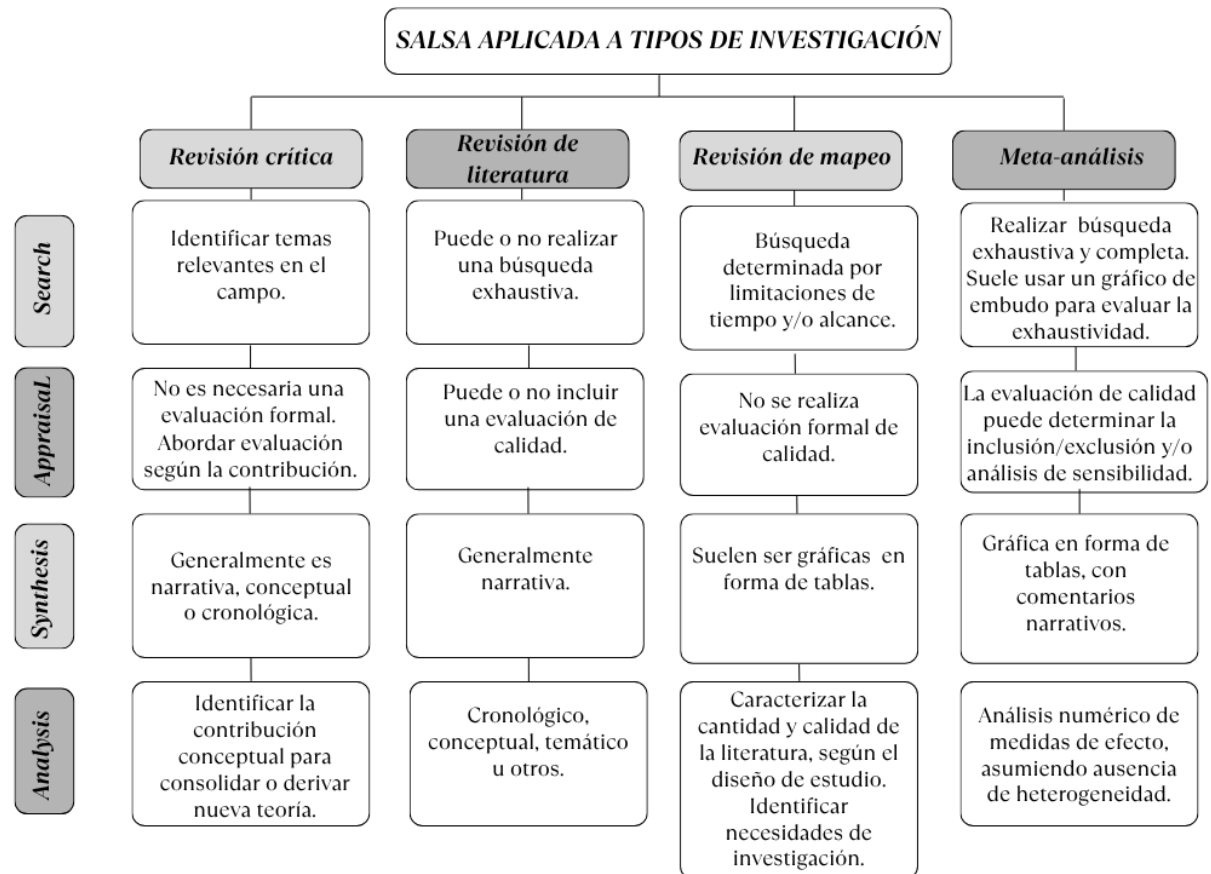 SALSA APLICADA A TIPOS DE INVESTIGACIÓN
Revisión crítica
Revisión de
literatura
Revisión de mapeo
Meta-análisis
Search
Identificar temas
relevantes en el
campo.
Puede o no realizar
una búsqueda
exhaustiva.
Búsqueda
determinada por
limitaciones de
tiempo y/o alcance.
Realizar búsqueda
exhaustiva y completa.
Suele usar un gráfico de
embudo para evaluar la
exhaustividad.
AppraisaL
No es necesaria una
evaluación formal.
Abordar evaluación
según la contribución.
Puede o no incluir
una evaluación de
calidad.
No se realiza
evaluación formal de
calidad.
La evaluación de calidad
puede determinar la
inclusión/exclusión y/o
análisis de sensibilidad.
Synthesis
Generalmente es
narrativa, conceptual
o cronológica.
Generalmente
narrativa.
Suelen ser gráficas en
forma de tablas.
Gráfica en forma de
tablas, con
comentarios
narrativos.
Analysis
Identificar la
contribución
conceptual para
consolidar o derivar
nueva teoría.
Cronológico,
conceptual, temático
u otros.
Caracterizar la
cantidad y calidad de
la literatura, según el
diseño de estudio.
Identificar
necesidades de
investigación.
Análisis numérico de
medidas de efecto,
asumiendo ausencia
de heterogeneidad.